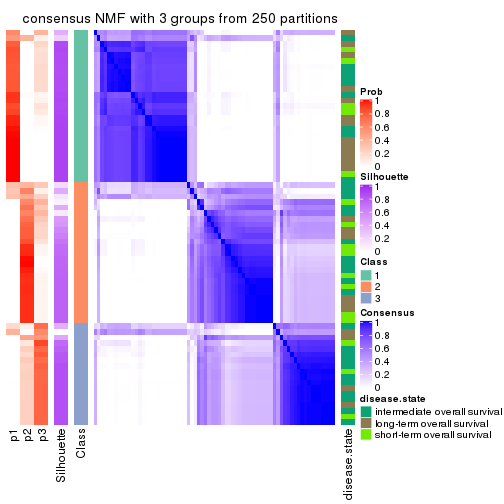 consensus NMF with 3 groups from 250 partitions
Prob
1
0.8
0.6
0.4
0.2
0
Silhouette
1
0.8
0.6
0.4
0.2
0
Class
1
2
3
Consensus
1
0.8
0.6
0.4
0.2
0
disease.state
intermediate overall survival
long-term overall survival
short-term overall survival
p1
p2
p3
Silhouette
Class
disease.state